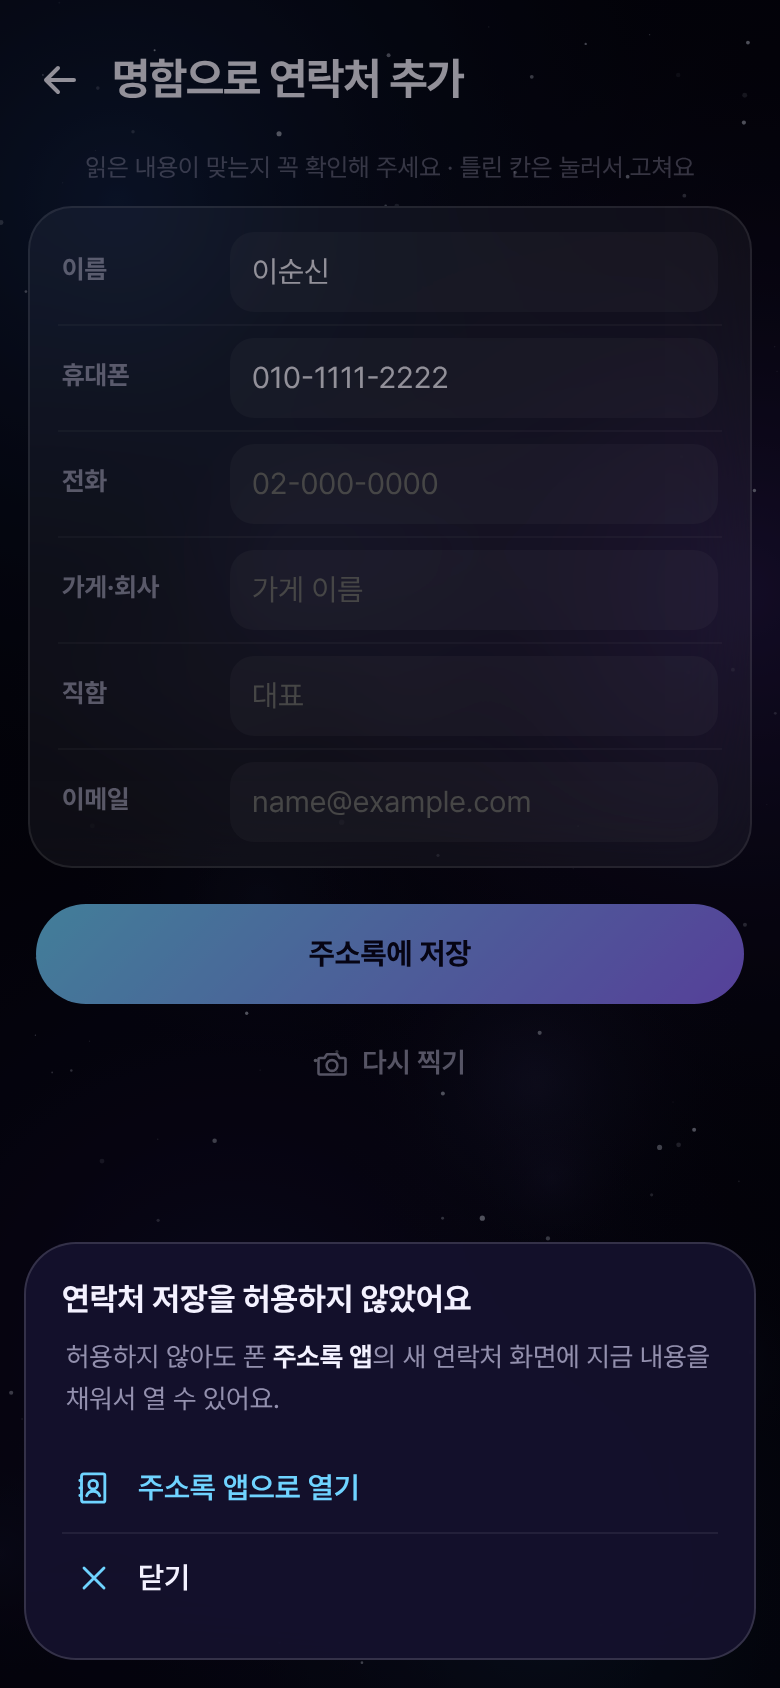 명함으로 연락처 추가
읽은 내용이 맞는지 꼭 확인해 주세요 · 틀린 칸은 눌러서 고쳐요
이름
이순신
휴대폰
010-1111-2222
전화
02-000-0000
가게·회사
가게 이름
직함
대표
이메일
name@example.com
주소록에 저장
다시 찍기
연락처 저장을 허용하지 않았어요
허용하지 않아도 폰 주소록 앱의 새 연락처 화면에 지금 내용을
채워서 열 수 있어요.
주소록 앱으로 열기
닫기